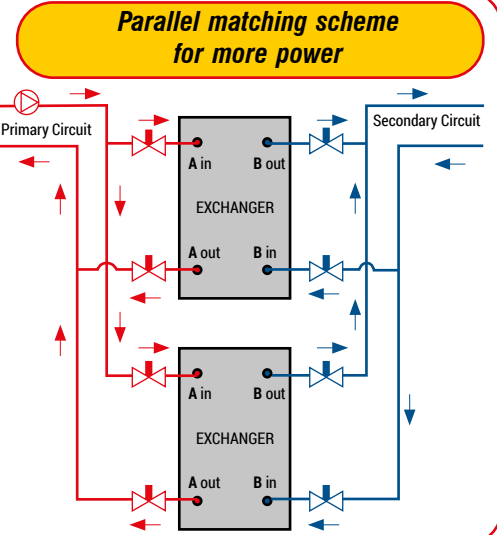 Parallel matching scheme
for more power
Primary Circuit
Secondary Circuit
A in
B out
EXCHANGER
A out
B in
A in
B out
EXCHANGER
A out
B in